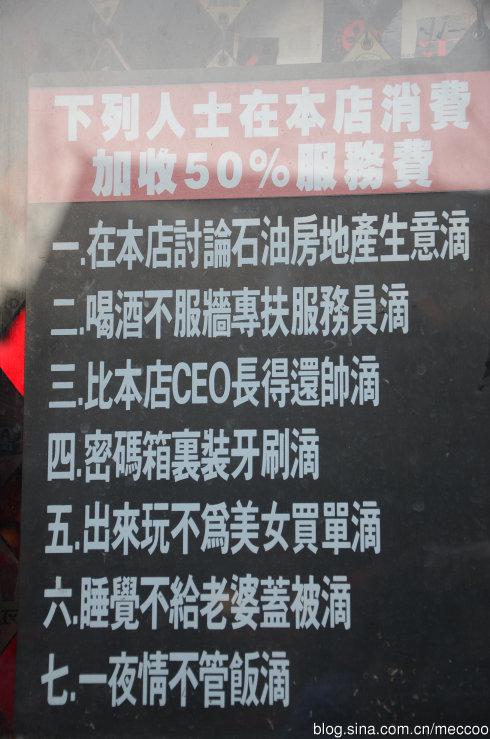 下列人士在本店消費
加收50%服務費
一.在本店討論石油房地產生意滴
二.喝酒不服牆專扶服務員滴
三.比本店CEO長得還帥滴
四.密碼箱裏裝牙刷滴
五.出來玩不爲美女買單滴
六.睡覺不給老婆蓋被滴
七.一夜情不管飯滴
blog.sina.com.cn/meccoo